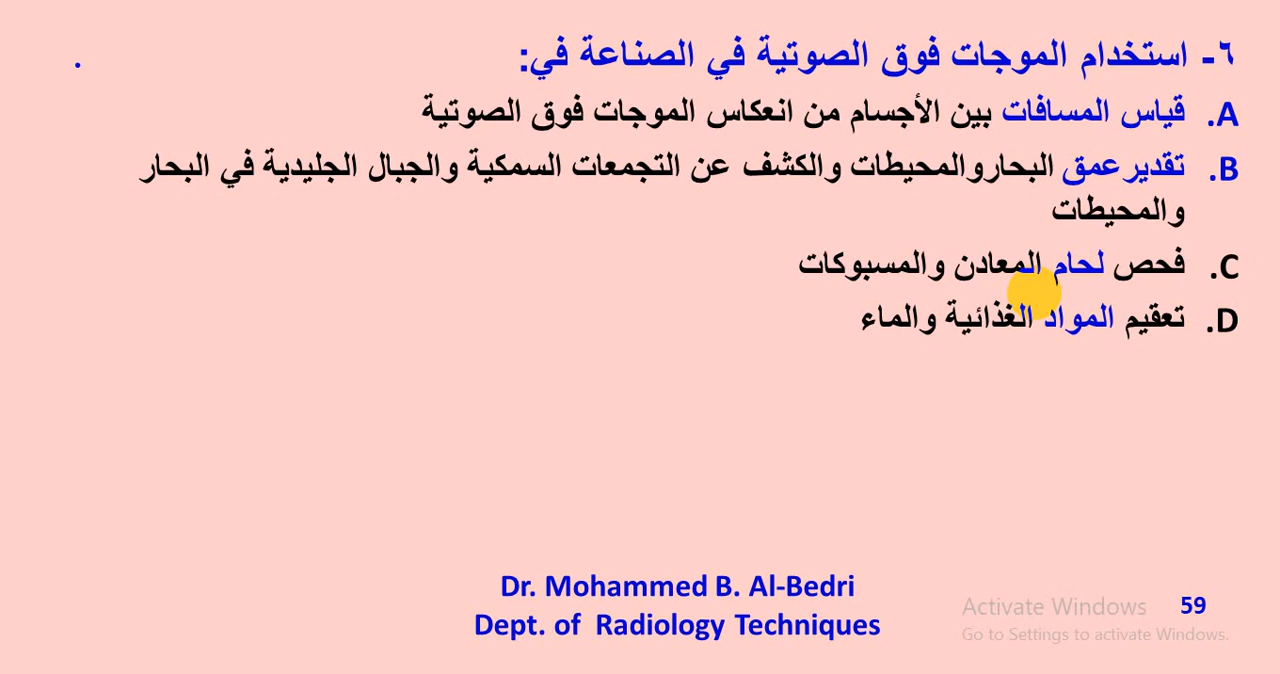 ٦- استخدام الموجات فوق الصوتية في الصناعة في:
.
A. قياس المسافات بين الأجسام من انعكاس الموجات فوق الصوتية
B. تقديرعمق البحاروالمحيطات والكشف عن التجمعات السمكية والجبال الجليدية في البحار
والمحيطات
C. فحص لحام المعادن والمسبوكات
D. تعقيم المواد الغذائية والماء
Dr. Mohammed B. Al-Bedri
Dept. of Radiology Techniques
59
Activate Windows
Go to Settings to activate Windows.